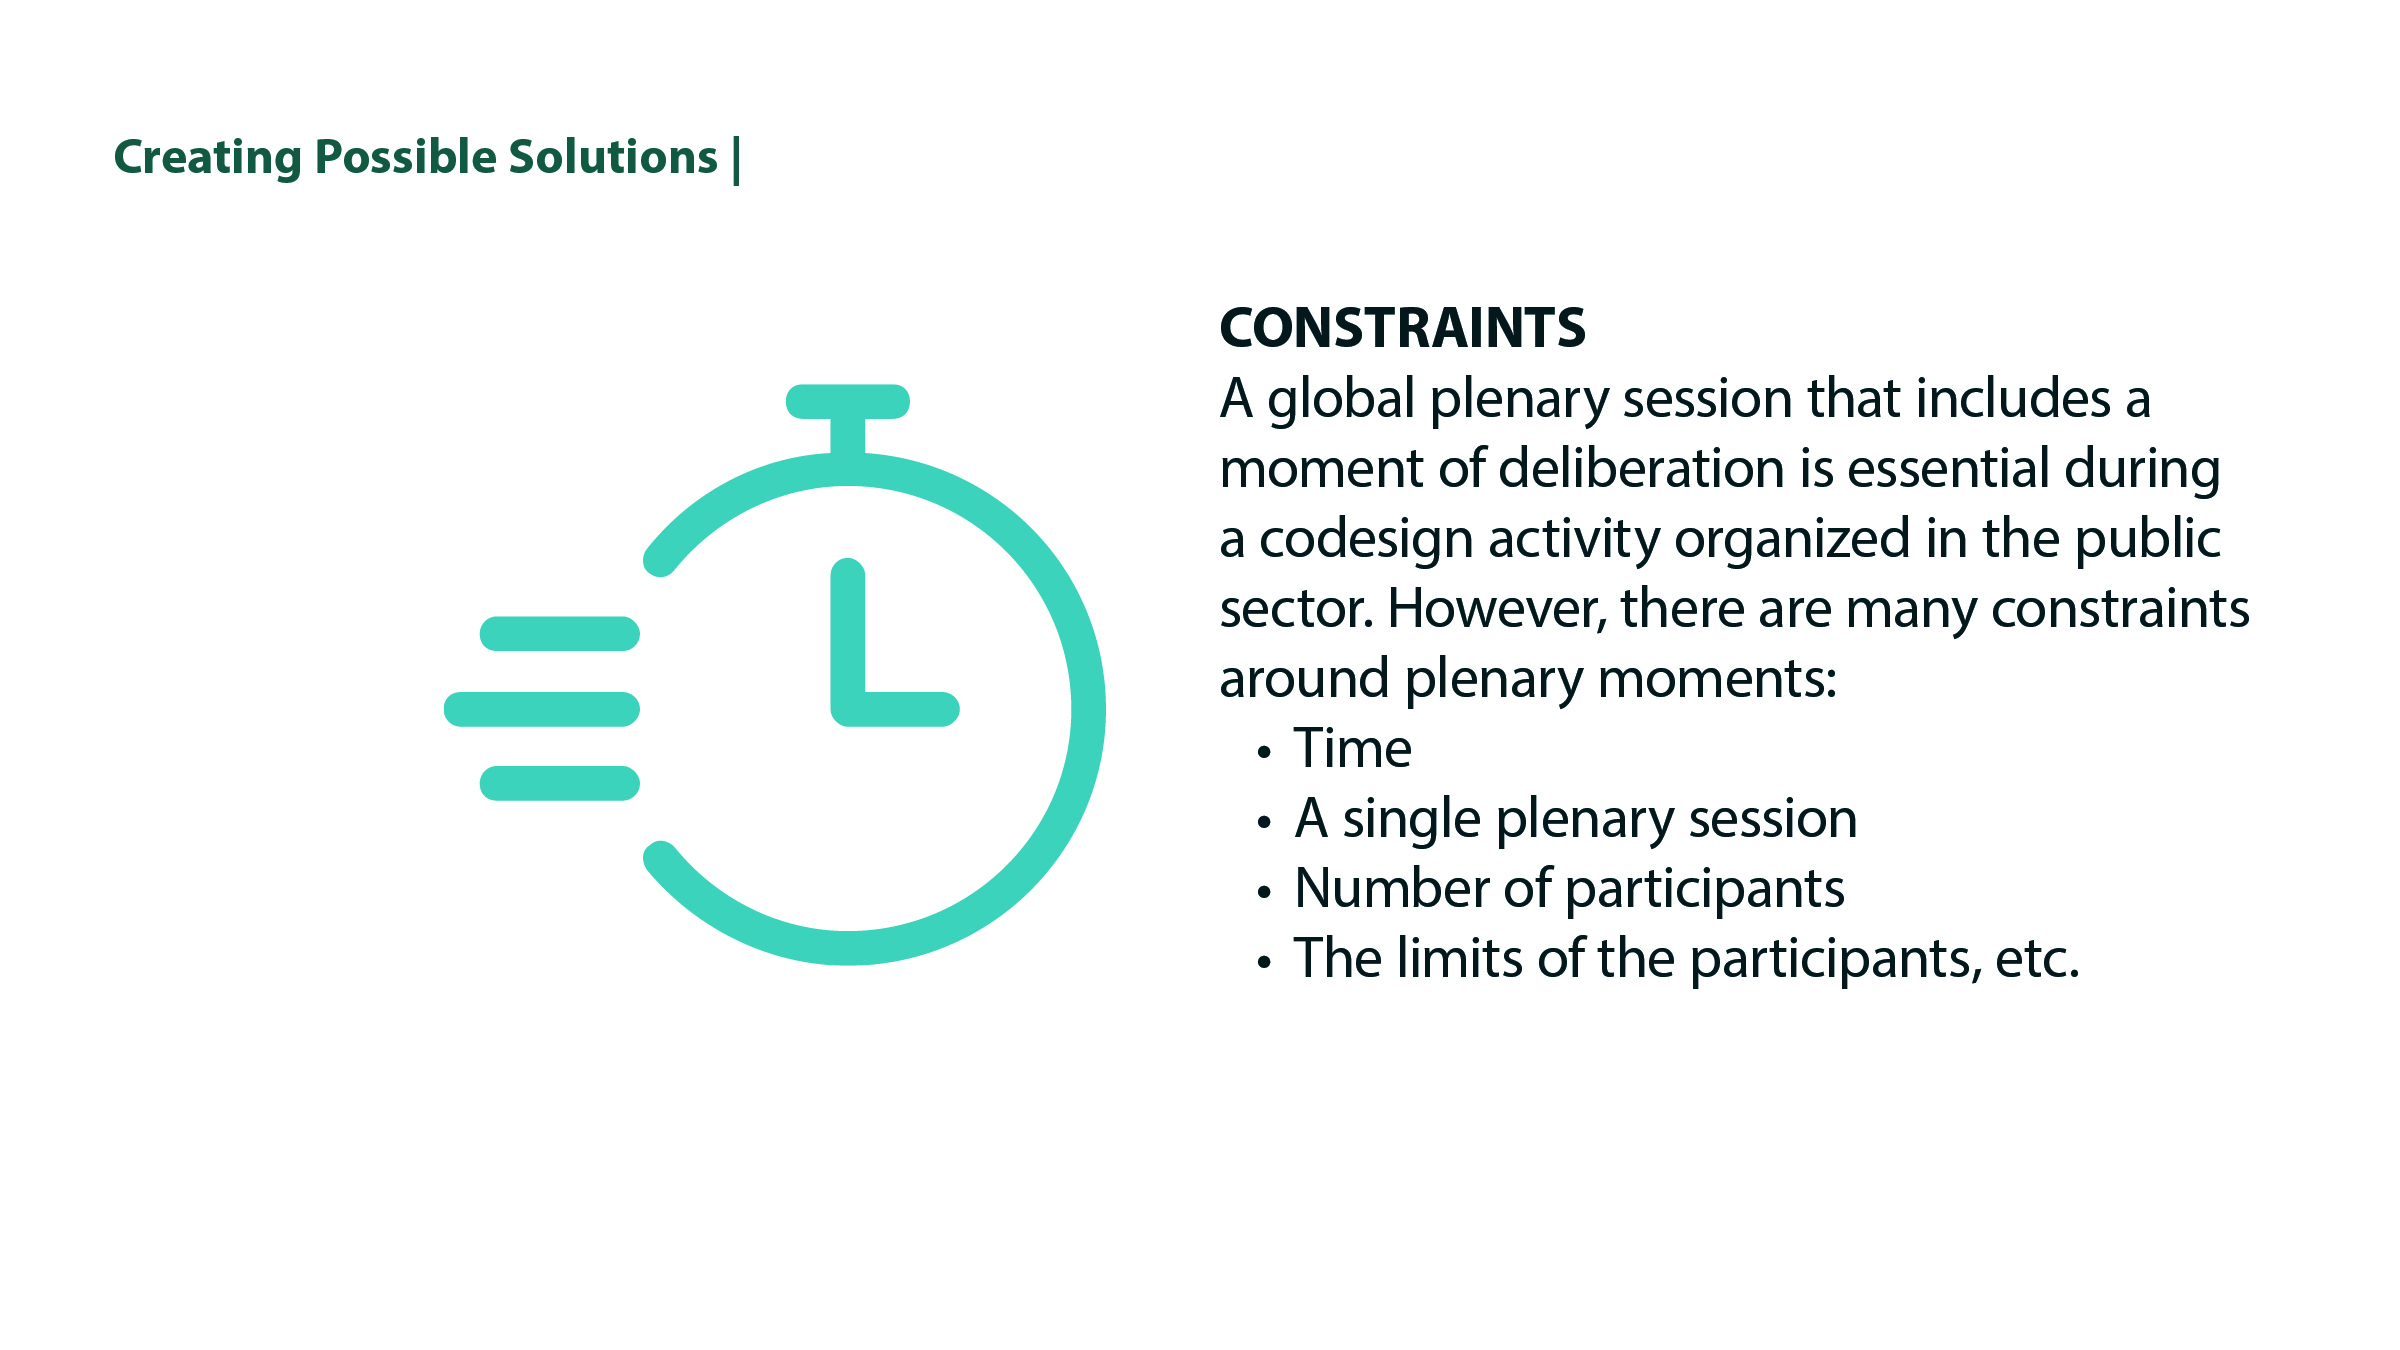 Creating Possible Solutions |
CONSTRAINTS
A global plenary session that includes a
moment of deliberation is essential during
a codesign activity organized in the public
sector. However, there are many constraints
around plenary moments:
• Time
• A single plenary session
• Number of participants
• The limits of the participants, etc.